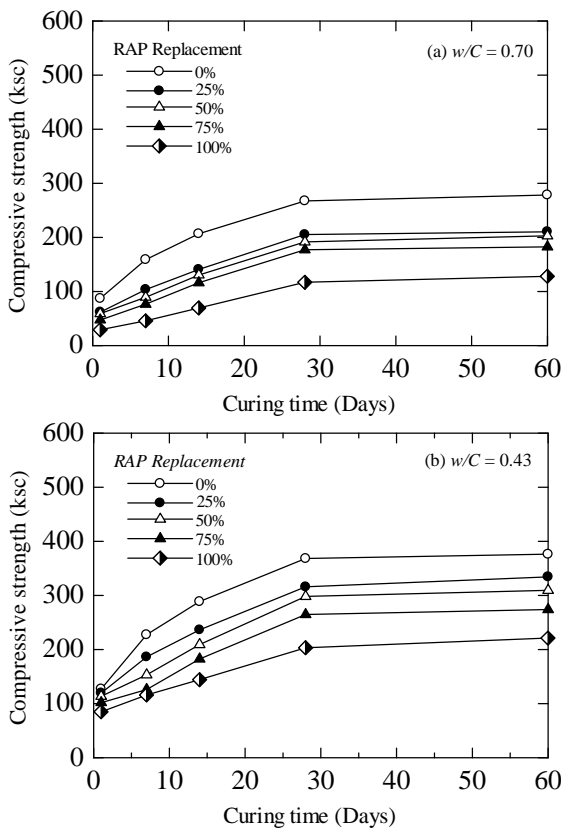 600
500
400
300
200
100
0
Compressive strength (ksc)
RAP Replacement
0%
25%
50%
75%
100%
(a) w/C = 0.70
0 10 20 30 40 50 60
Curing time (Days)
600
500
400
300
200
100
0
Compressive strength (ksc)
RAP Replacement
0%
25%
50%
75%
100%
(b) w/C = 0.43
0 10 20 30 40 50 60
Curing time (Days)